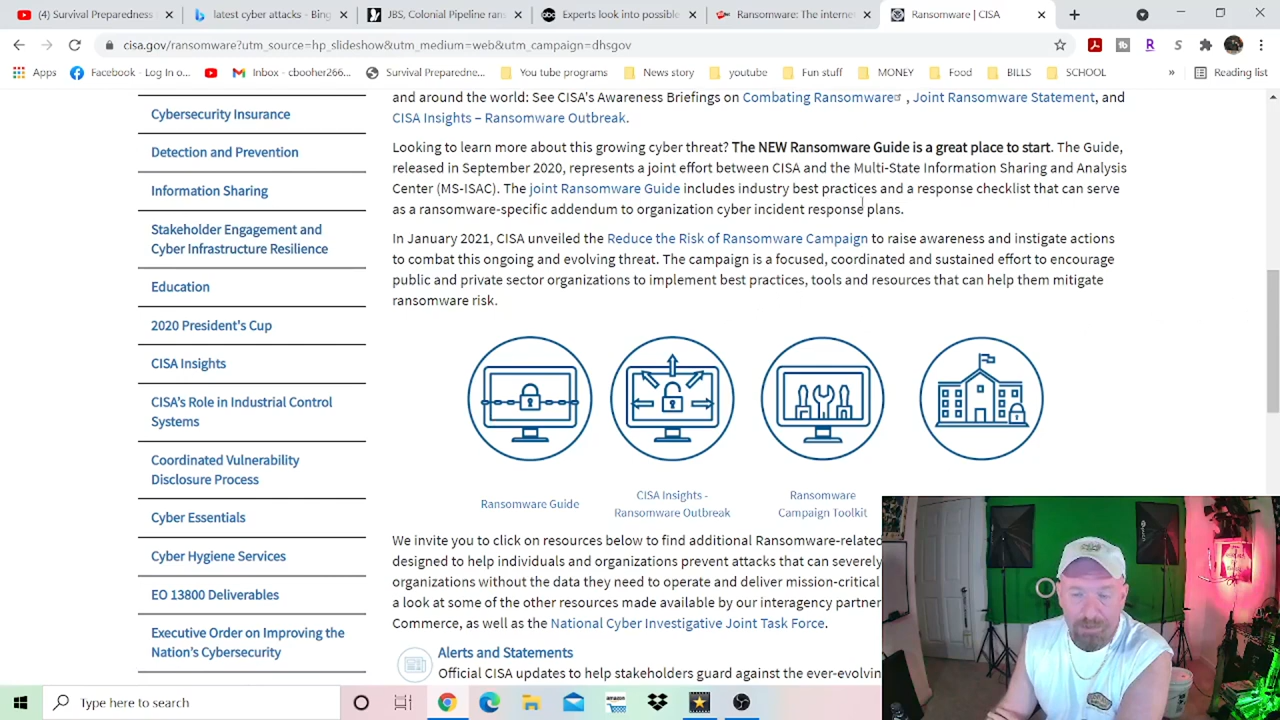 (4) Survival Preparedness
latest cyber attacks - Bing
JBS, Colonial Pipeline rans
Experts look into possible
Ransomware: The interne
Ransomware | CISA
cisa.gov/ransomware?utm_source=hp_slideshow&utm_medium=web&utm_campaign=dhsgov
Apps
Facebook - Log In o...
Inbox - cbooher266...
Survival Preparedne...
You tube programs
News story
youtube
Fun stuff
MONEY
Food
BILLS
SCHOOL
»
Reading list
Cybersecurity Insurance
Detection and Prevention
Information Sharing
Stakeholder Engagement and
Cyber Infrastructure Resilience
Education
2020 President's Cup
CISA Insights
CISA's Role in Industrial Control
Systems
Coordinated Vulnerability
Disclosure Process
Cyber Essentials
Cyber Hygiene Services
EO 13800 Deliverables
Executive Order on Improving the
Nation's Cybersecurity
and around the world: See CISA's Awareness Briefings on Combating Ransomware , Joint Ransomware Statement, and
CISA Insights – Ransomware Outbreak.
Looking to learn more about this growing cyber threat? The NEW Ransomware Guide is a great place to start. The Guide,
released in September 2020, represents a joint effort between CISA and the Multi-State Information Sharing and Analysis
Center (MS-ISAC). The joint Ransomware Guide includes industry best practices and a response checklist that can serve
as a ransomware-specific addendum to organization cyber incident response plans.
In January 2021, CISA unveiled the Reduce the Risk of Ransomware Campaign to raise awareness and instigate actions
to combat this ongoing and evolving threat. The campaign is a focused, coordinated and sustained effort to encourage
public and private sector organizations to implement best practices, tools and resources that can help them mitigate
ransomware risk.
Ransomware Guide
CISA Insights -
Ransomware Outbreak
Ransomware
Campaign Toolkit
We invite you to click on resources below to find additional Ransomware-related
designed to help individuals and organizations prevent attacks that can severely
organizations without the data they need to operate and deliver mission-critical
a look at some of the other resources made available by our interagency partner
Commerce, as well as the National Cyber Investigative Joint Task Force.
Alerts and Statements
Official CISA updates to help stakeholders guard against the ever-evolvin
Type here to search